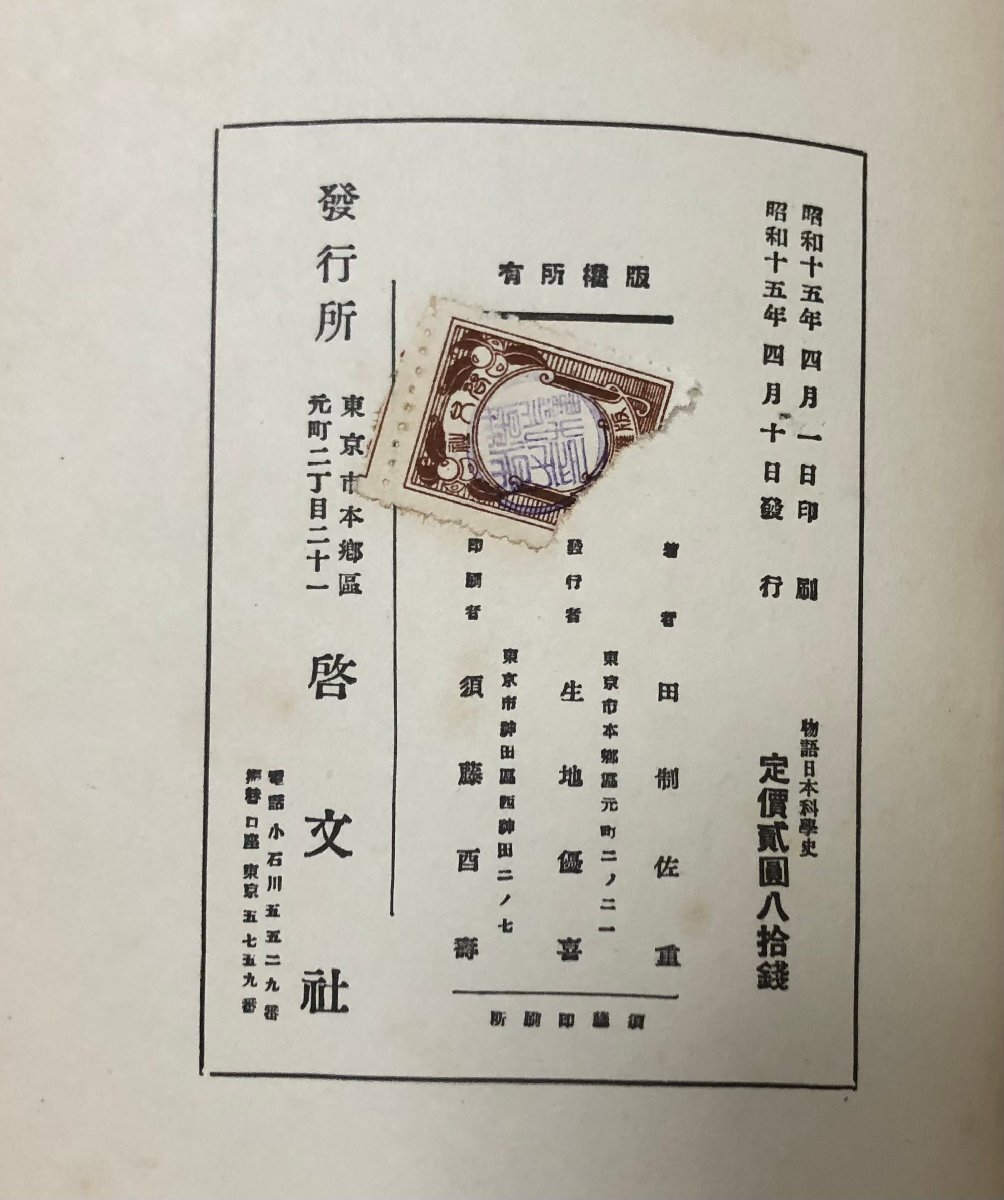 昭和十五年四月一日印刷
昭和十五年四月十日發行
物語日本科學史
定價貳圓八拾錢
版權所有
著者 田制佐重
東京市本鄕區元町二ノ二一
發行者 生地優喜
東京市神田區西神田二ノ七
印刷者 須藤酉壽
須藤印刷所
發行所
東京市本鄕區
元町二丁目二十一
啓文社
電話小石川五五二九番
振替口座東京五七五九番